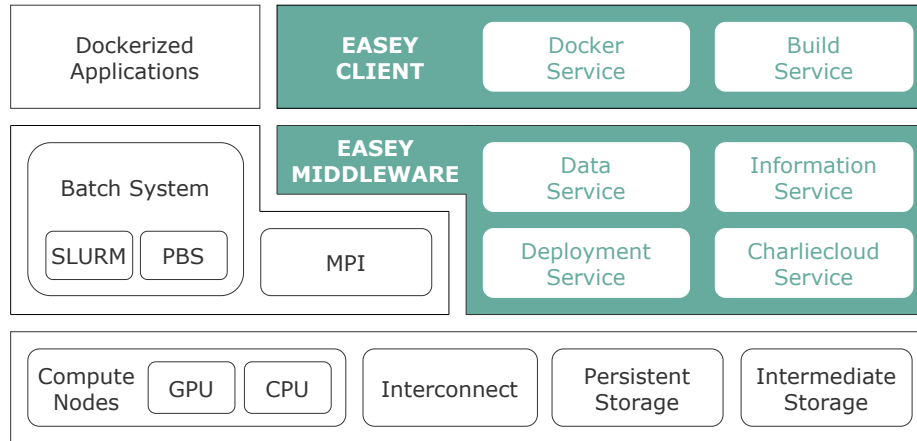 Dockerized
Applications
EASEY
CLIENT
Docker
Service
Build
Service
Batch System
SLURM
PBS
MPI
EASEY
MIDDLEWARE
Data
Service
Information
Service
Deployment
Service
Charliecloud
Service
Compute
Nodes
GPU
CPU
Interconnect
Persistent
Storage
Intermediate
Storage